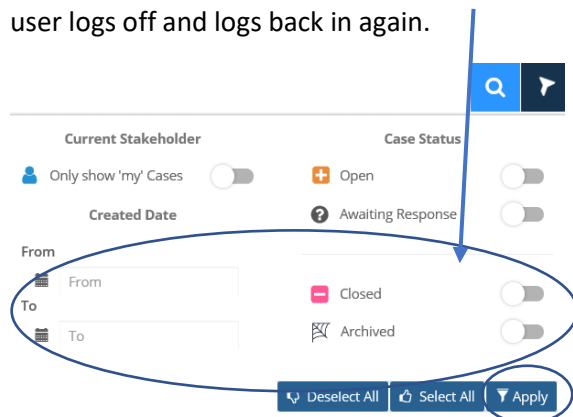 user logs off and logs back in again.
Current Stakeholder
Only show 'my' Cases
Created Date
From
From
To
To
Case Status
Open
Awaiting Response
Closed
Archived
Deselect All
Select All
Apply